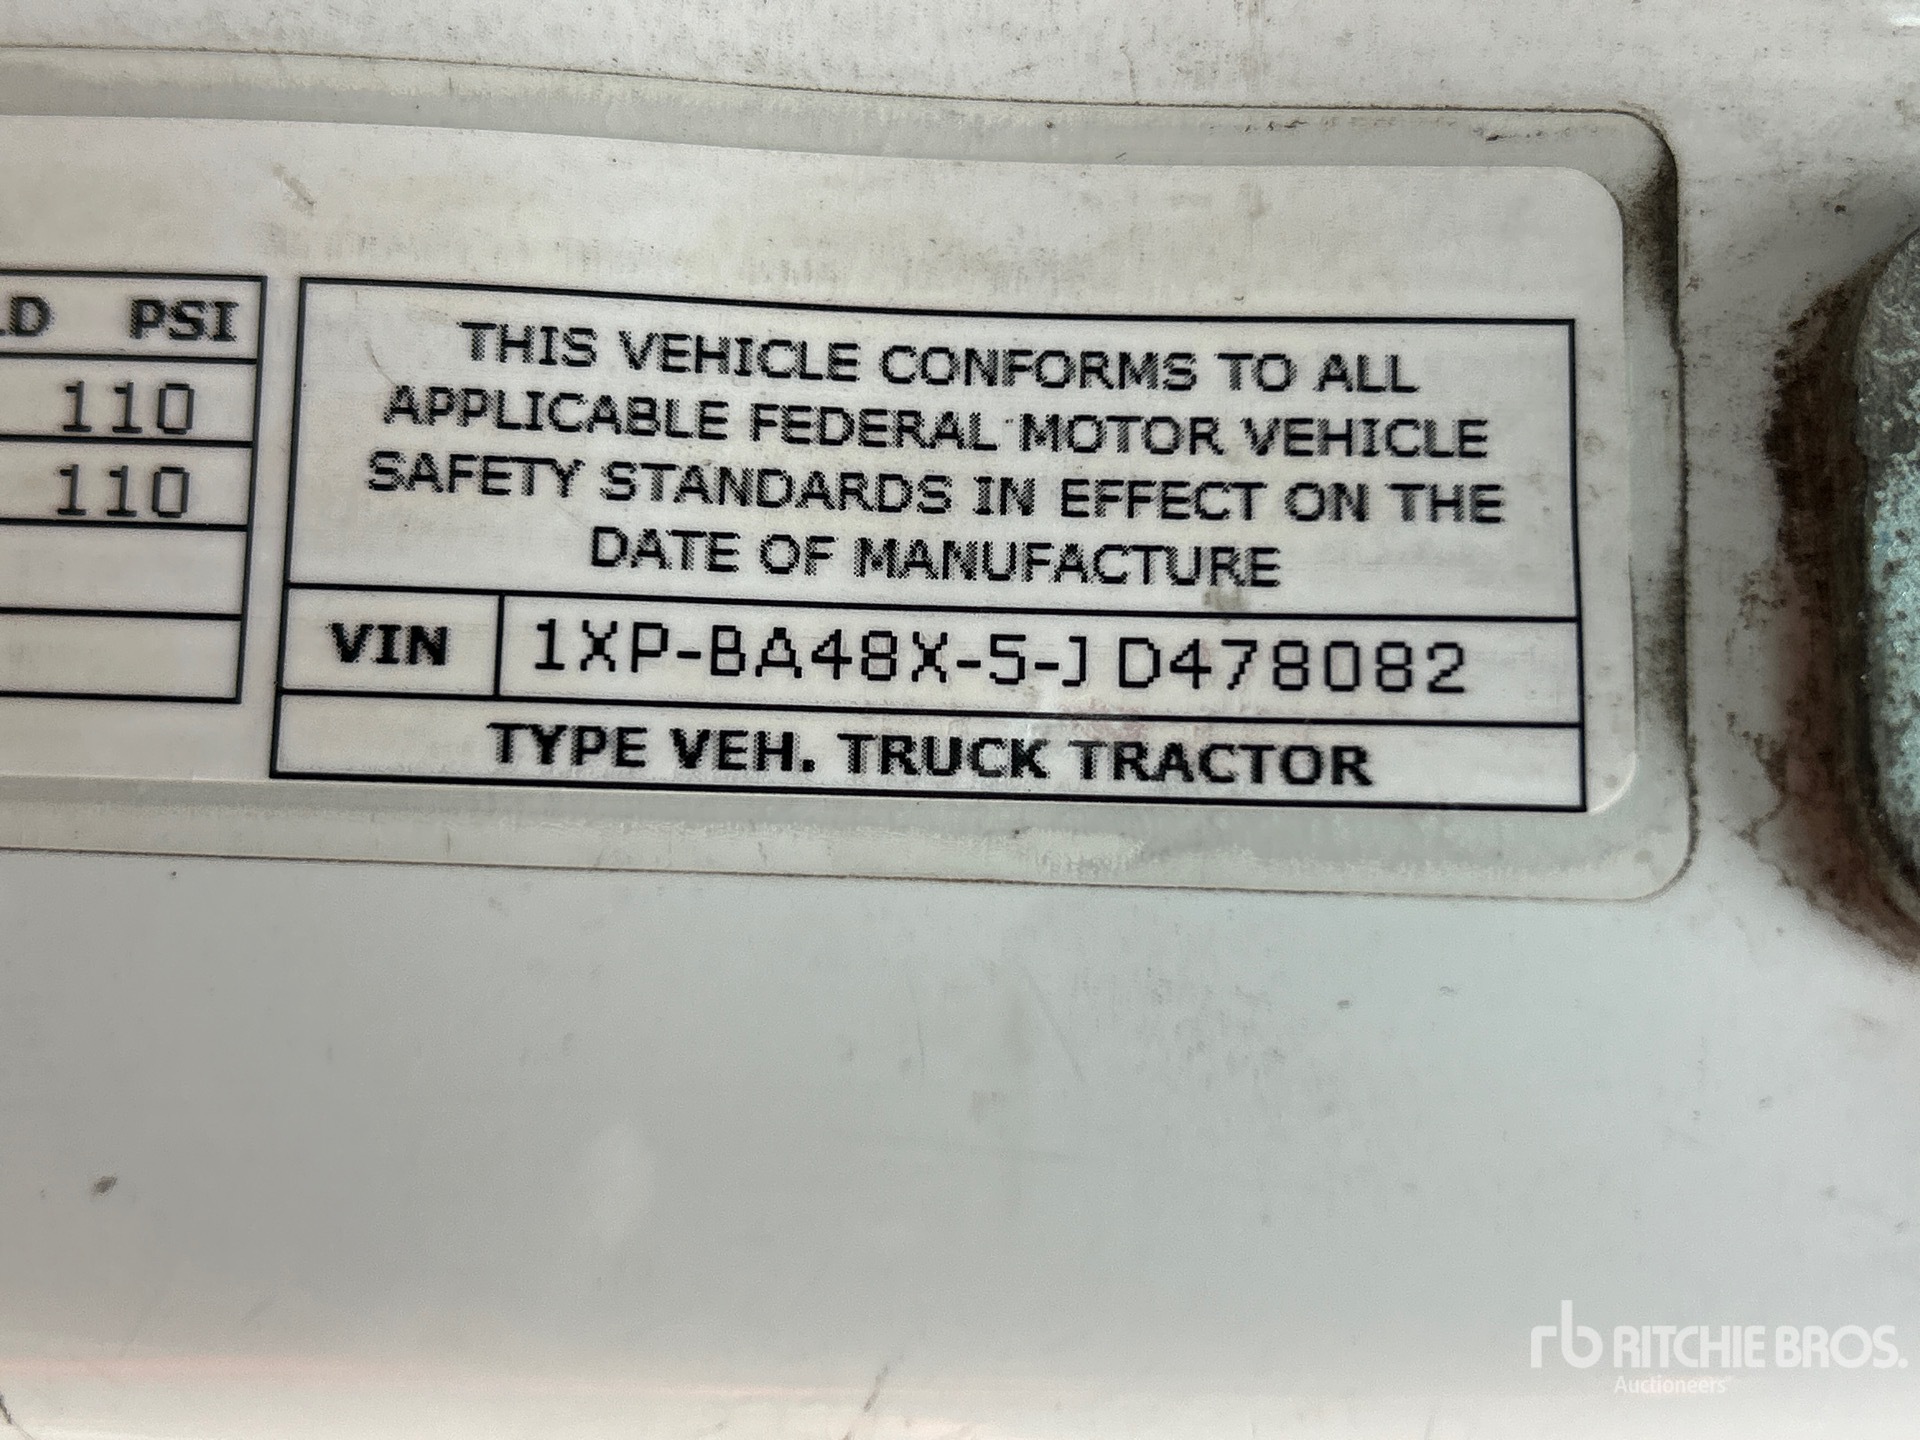 LD PSI
110
110
THIS VEHICLE CONFORMS TO ALL
APPLICABLE FEDERAL MOTOR VEHICLE
SAFETY STANDARDS IN EFFECT ON THE
DATE OF MANUFACTURE
VIN 1XP-BA48X-5-JD478082
TYPE VEH. TRUCK TRACTOR
rb RITCHIE BROS.
Auctioneers